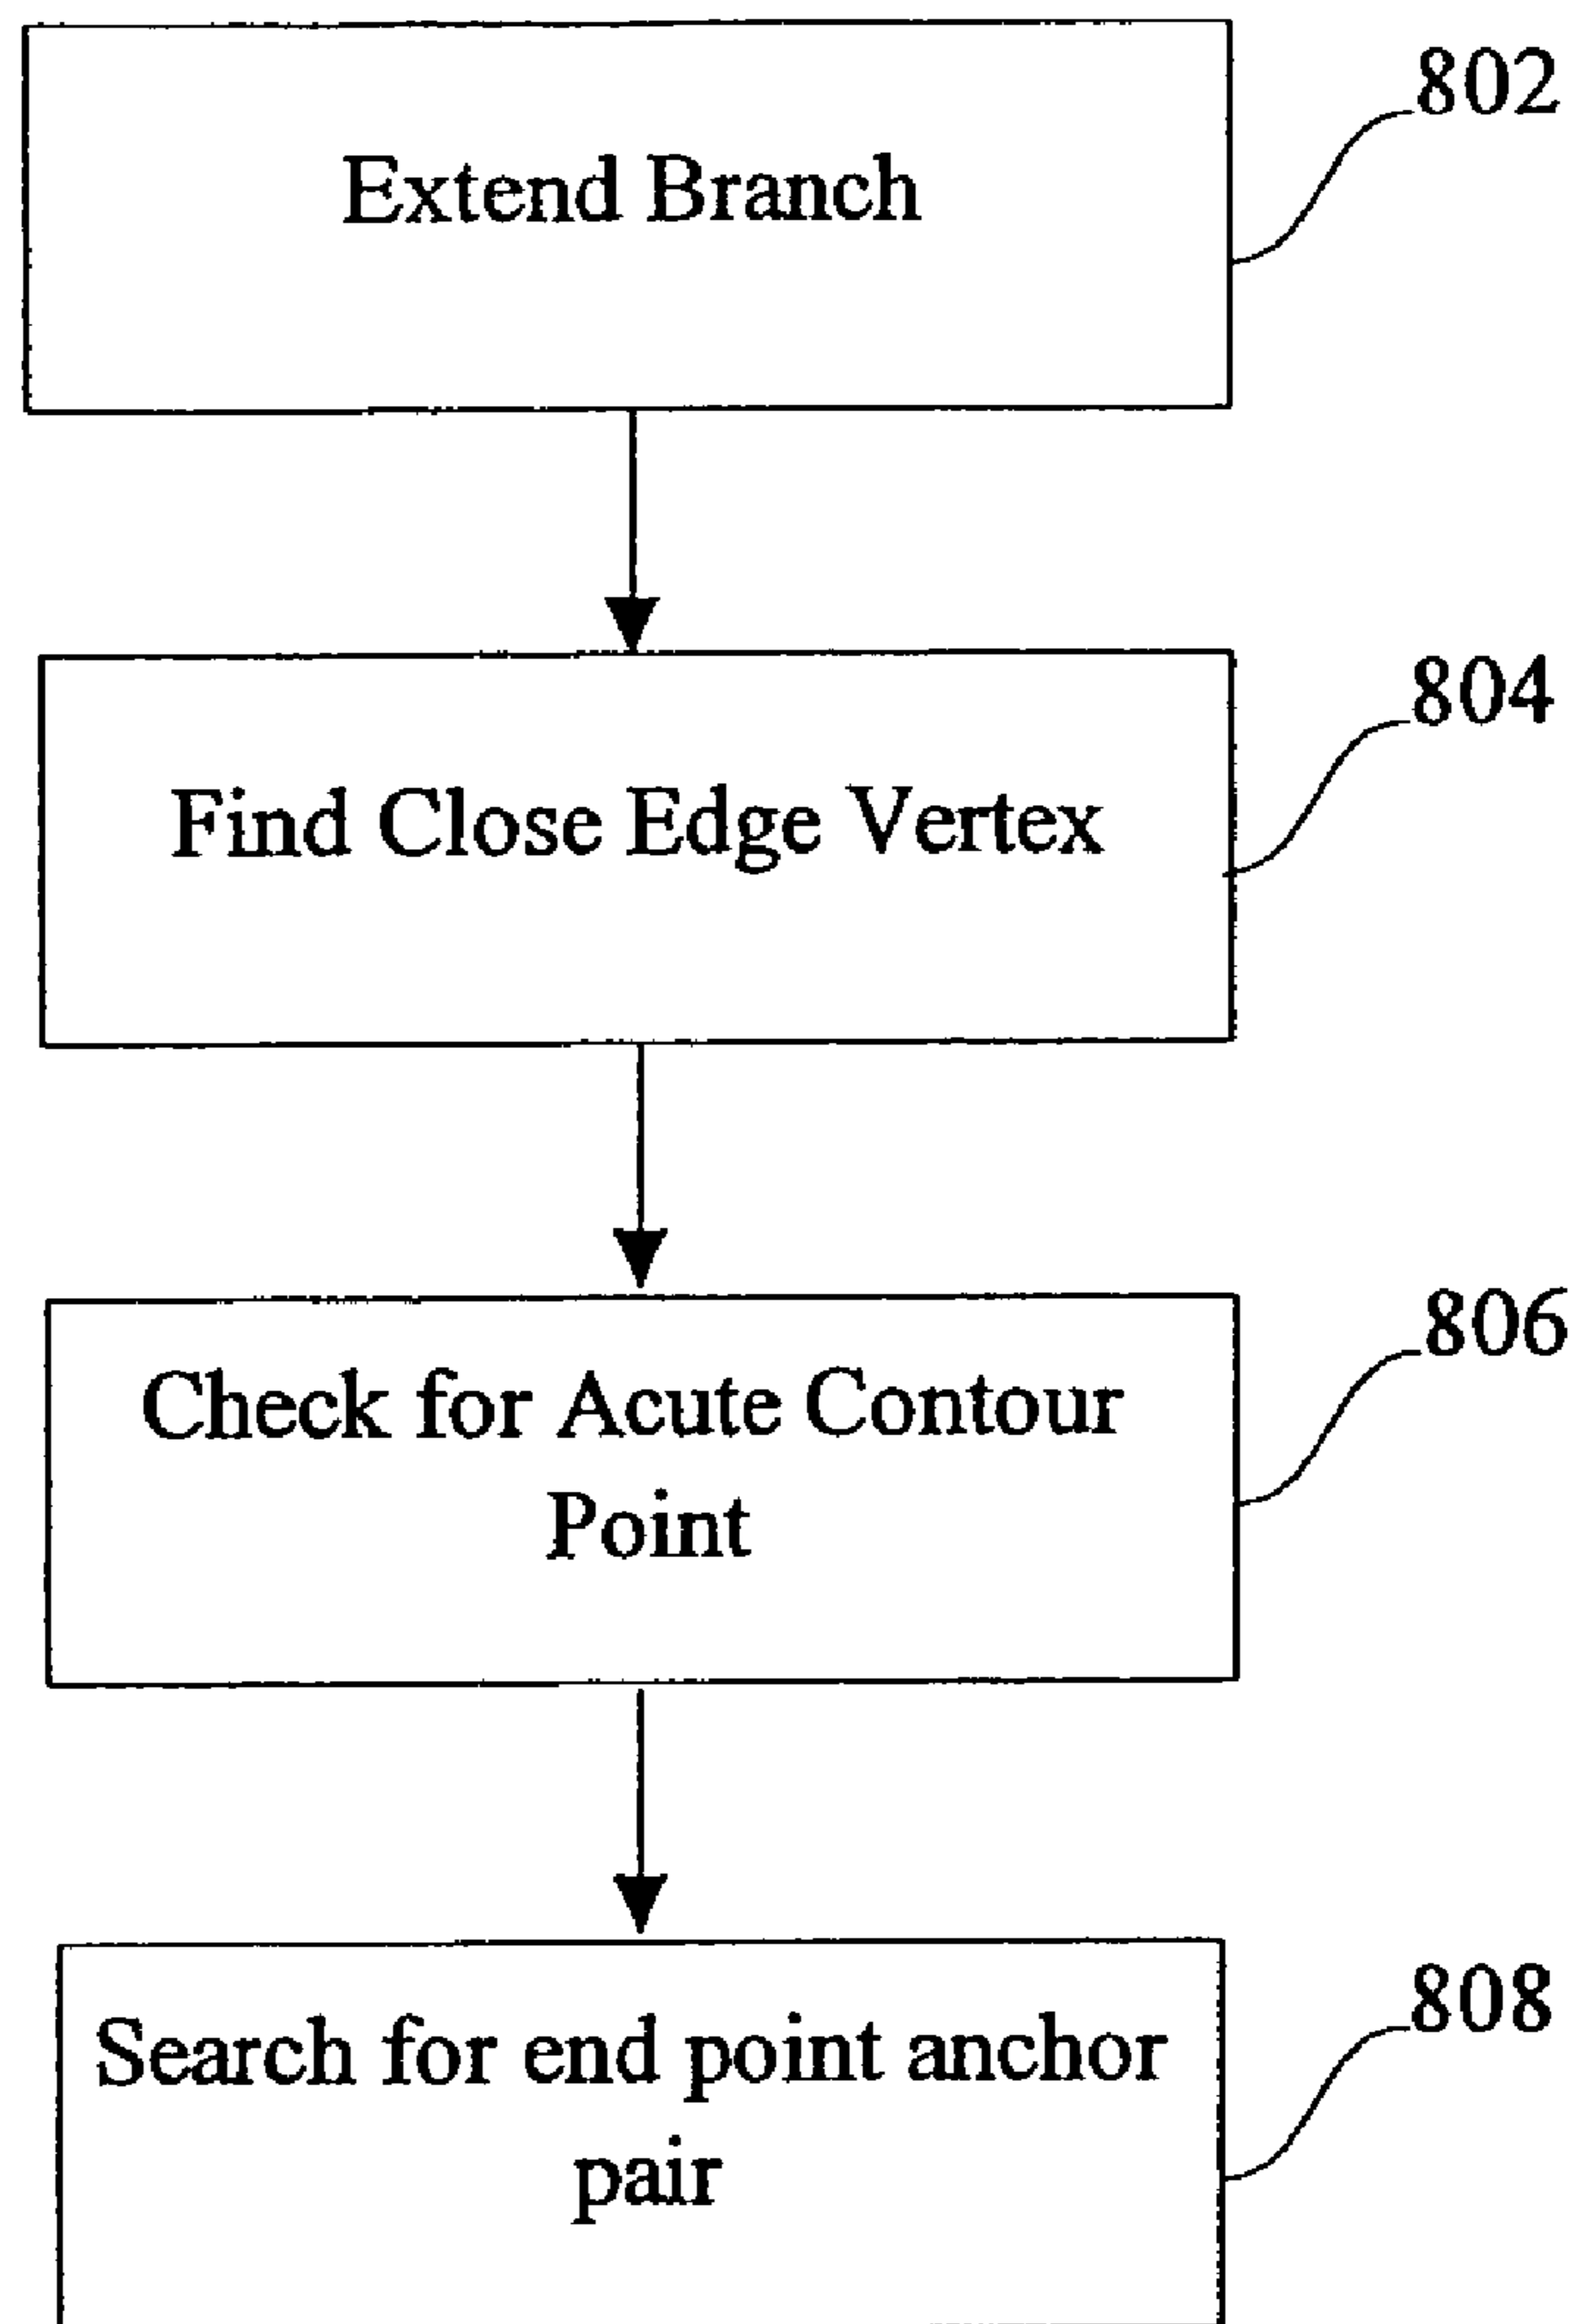 802
Extend Branch
804
Find Close Edge Vertex
806
Check for Acute Contour
Point
808
Search for end point anchor
pair